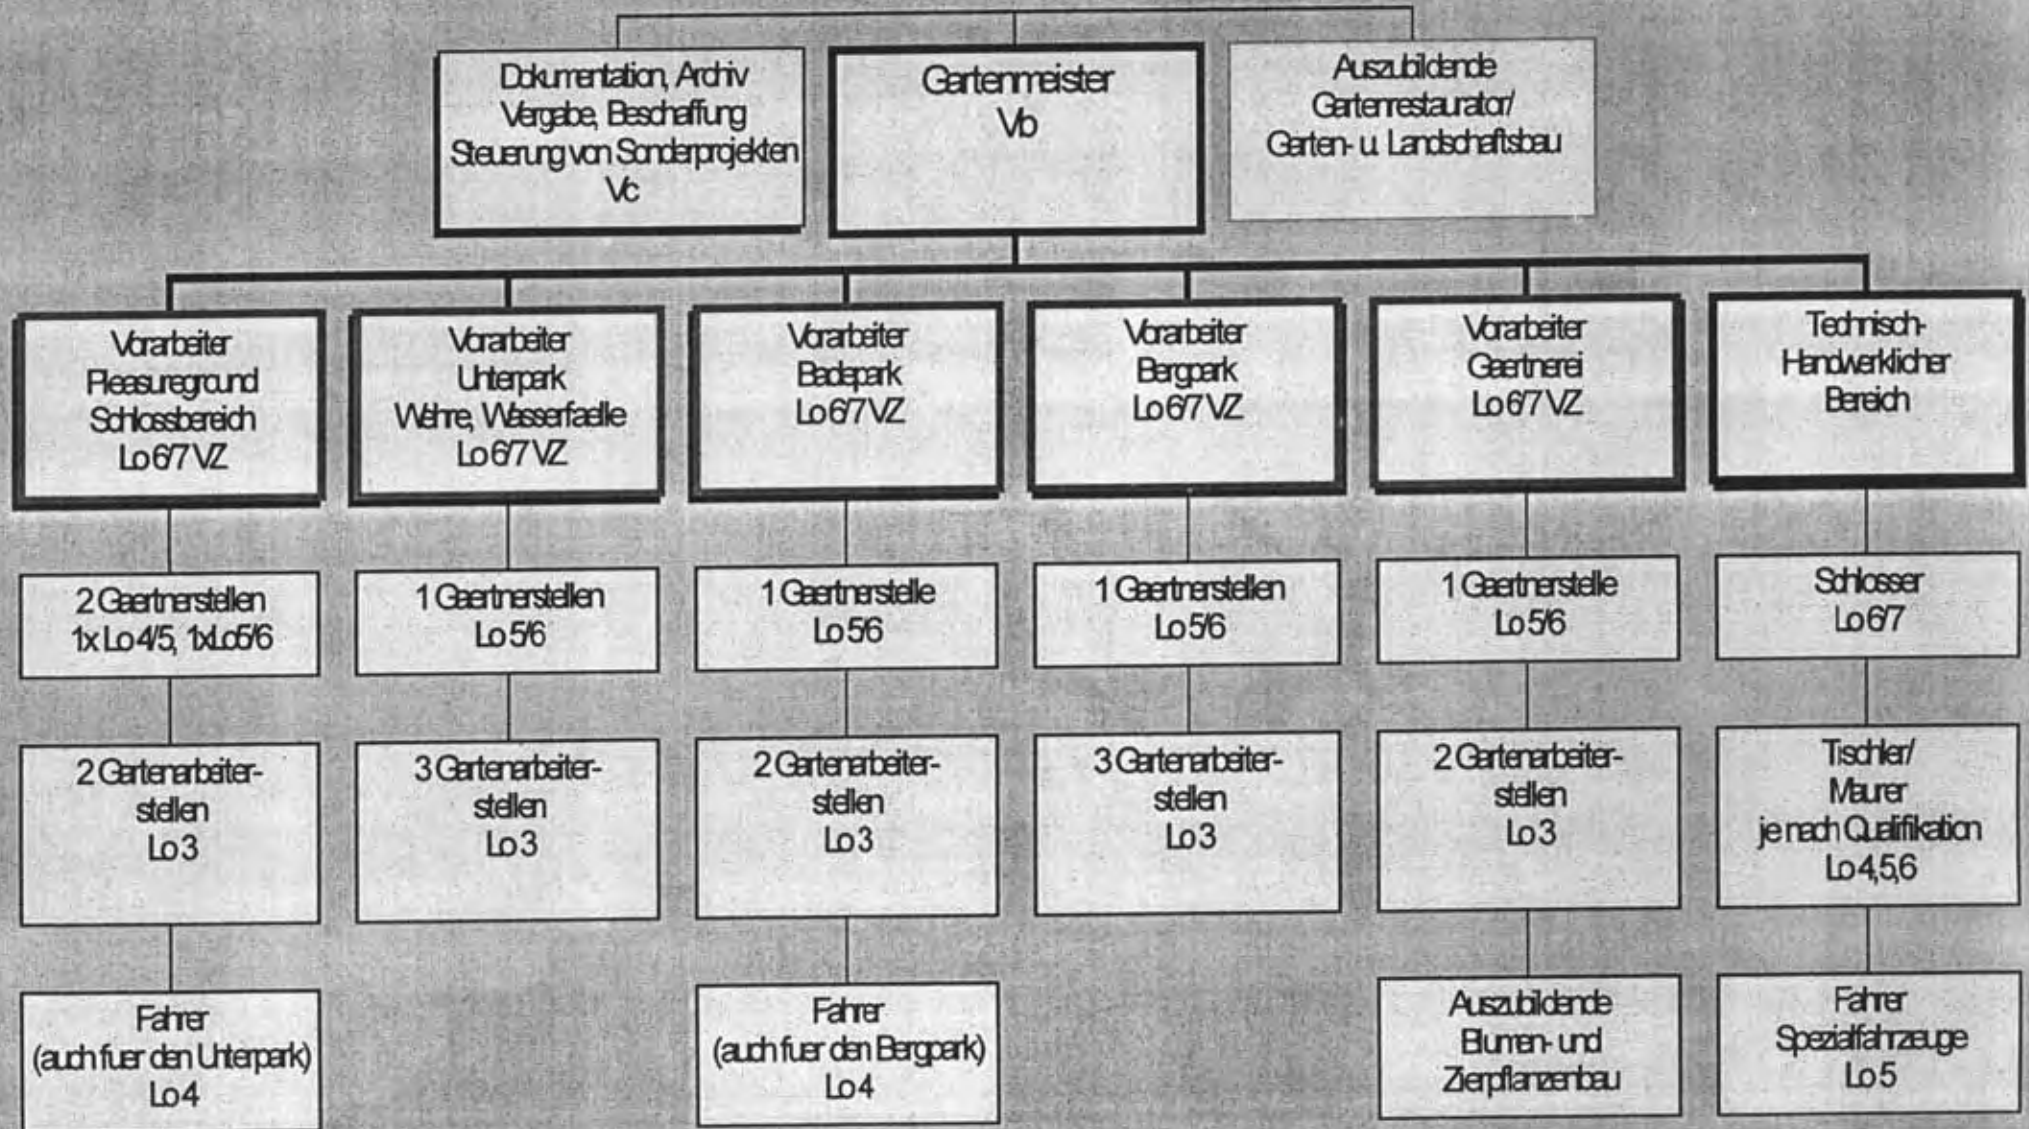 Dokumentation, Archiv
Vergabe, Beschaffung
Steuerung von Sonderprojekten
Vc
Gartenmeister
Vb
Auszubildende
Gartenrestaurator/
Garten- u. Landschaftsbau
Vorarbeiter
Pleasureground
Schlossbereich
Lo 6/7 VZ
Vorarbeiter
Unterpark
Wehre, Wasserfaelle
Lo 6/7 VZ
Vorarbeiter
Badepark
Lo 6/7 VZ
Vorarbeiter
Bergpark
Lo 6/7 VZ
Vorarbeiter
Gaertnerei
Lo 6/7 VZ
Technisch-
Handwerklicher
Bereich
2 Gaertnerstellen
1x Lo 4/5, 1xLo5/6
1 Gaertnerstellen
Lo 5/6
1 Gaertnerstelle
Lo 5/6
1 Gaertnerstellen
Lo 5/6
1 Gaertnerstelle
Lo 5/6
Schlosser
Lo 6/7
2 Gartenarbeiter-
stellen
Lo 3
3 Gartenarbeiter-
stellen
Lo 3
2 Gartenarbeiter-
stellen
Lo 3
3 Gartenarbeiter-
stellen
Lo 3
2 Gartenarbeiter-
stellen
Lo 3
Tischler/
Maurer
je nach Qualifikation
Lo 4,5,6
Fahrer
(auch fuer den Unterpark)
Lo 4
Fahrer
(auch fuer den Bergpark)
Lo 4
Auszubildende
Blumen- und
Zierpflanzenbau
Fahrer
Spezialfahrzeuge
Lo 5